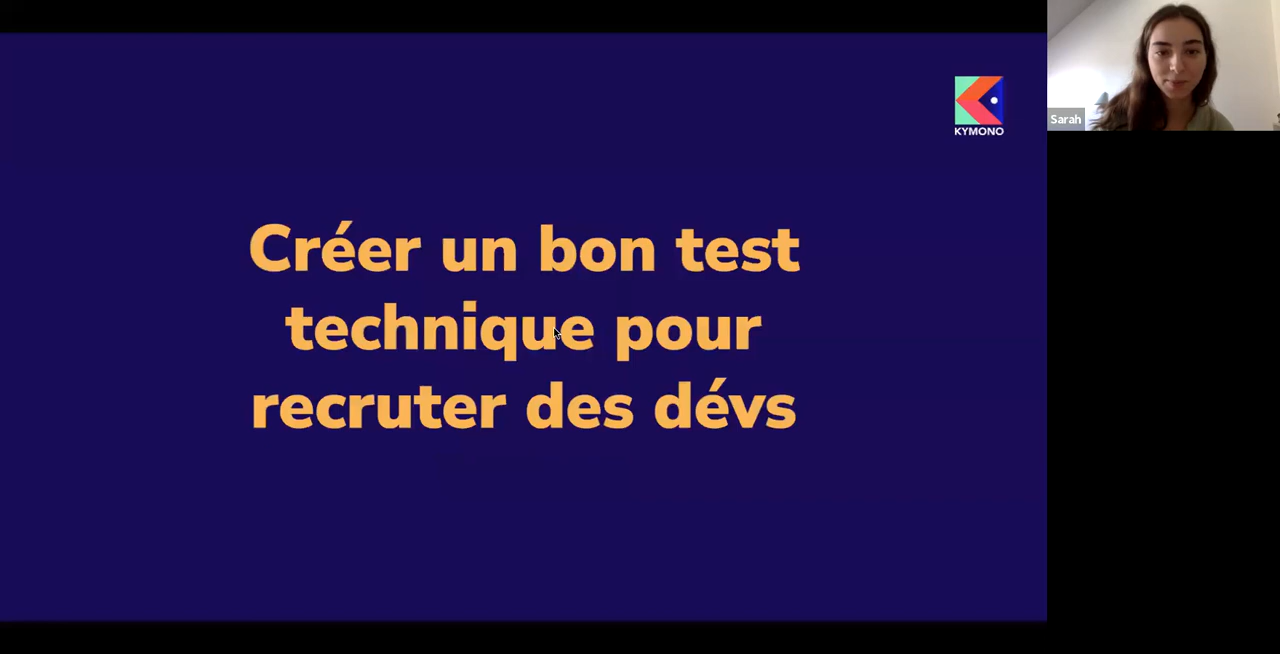 KYMONO
Sarah
Créer un bon test
technique pour
recruter des dévs